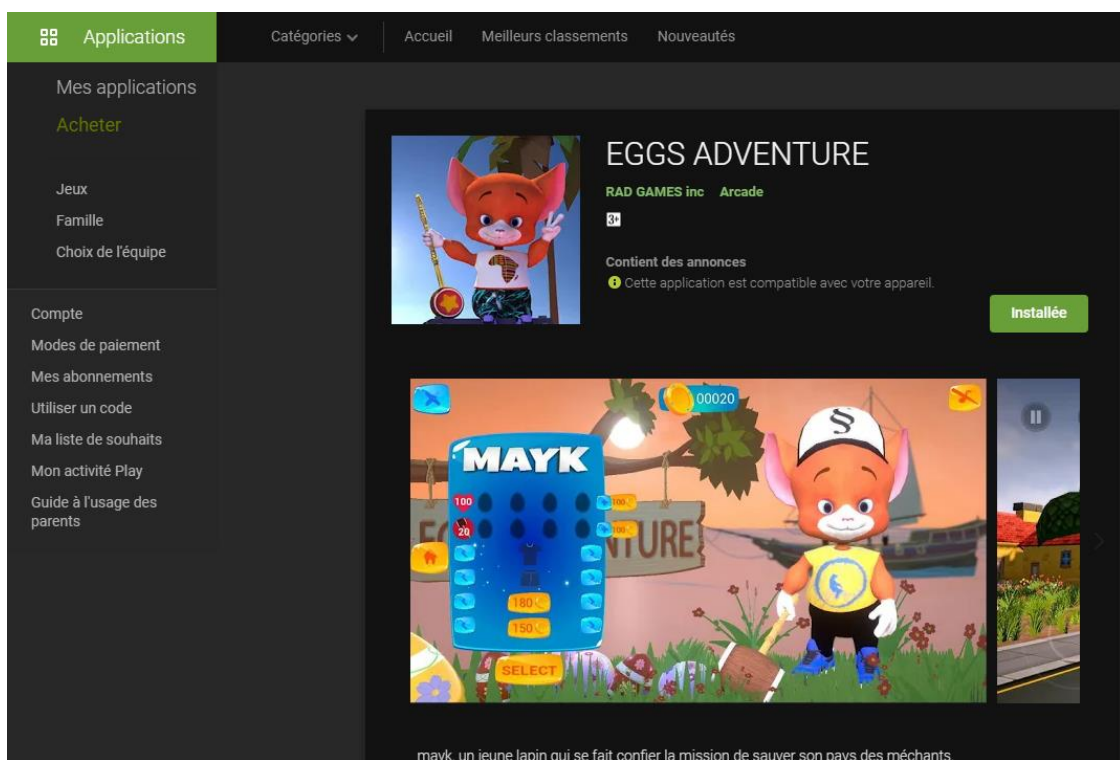 Applications
Catégories
Accueil
Meilleurs classements
Nouveautés
Mes applications
Acheter
Jeux
Famille
Choix de l'équipe
Compte
Modes de paiement
Mes abonnements
Utiliser un code
Ma liste de souhaits
Mon activité Play
Guide à l'usage des
parents
EGGS ADVENTURE
RAD GAMES inc Arcade
3+
Contient des annonces
Cette application est compatible avec votre appareil.
Installée
00020
MAYK
100
100
20
100
180
150
SELECT
mayk, un jeune lapin qui se fait confier la mission de sauver son pays des méchants.